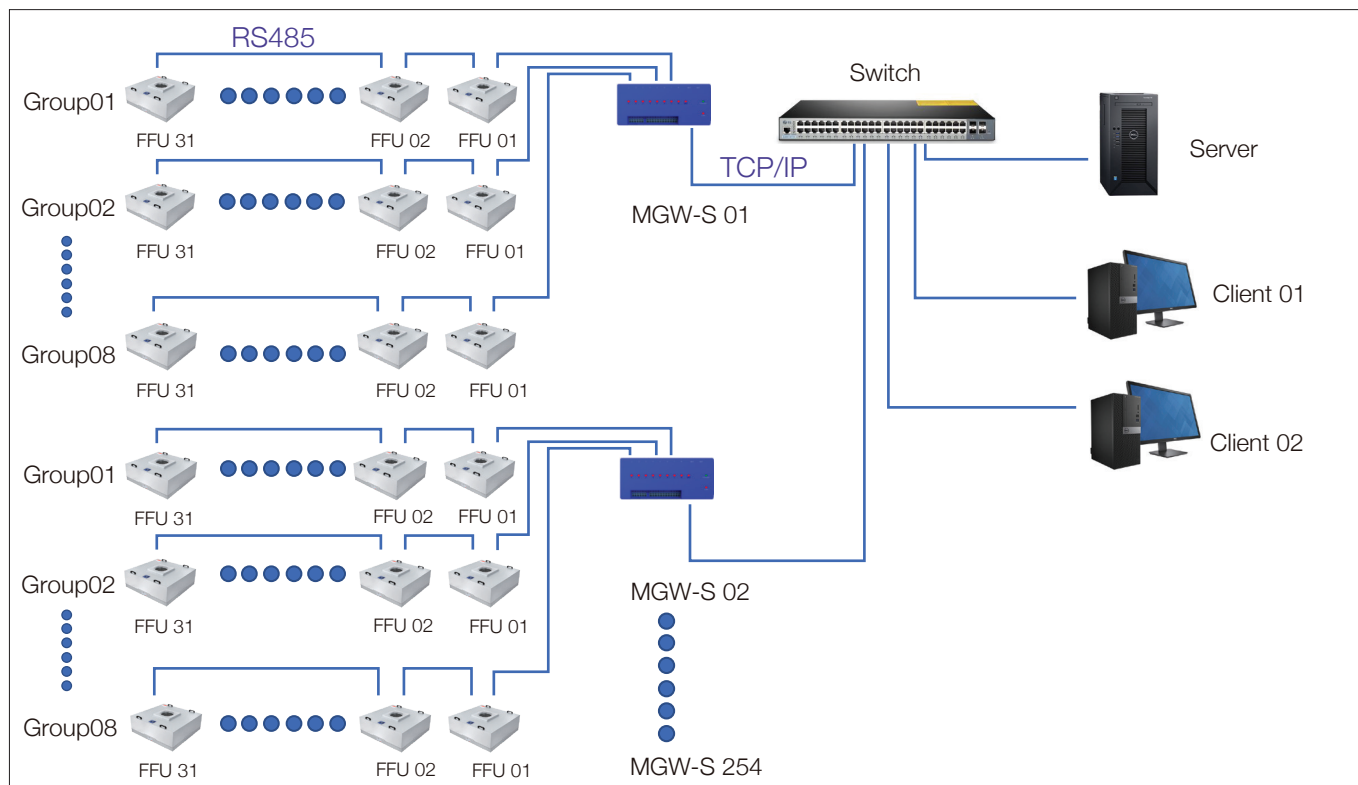 RS485
Group01
FFU 31
FFU 02
FFU 01
Switch
Server
TCP/IP
MGW-S 01
Group02
FFU 31
FFU 02
FFU 01
Client 01
Group08
FFU 31
FFU 02
FFU 01
Client 02
Group01
FFU 31
FFU 02
FFU 01
Group02
FFU 31
FFU 02
FFU 01
MGW-S 02
Group08
FFU 31
FFU 02
FFU 01
MGW-S 254